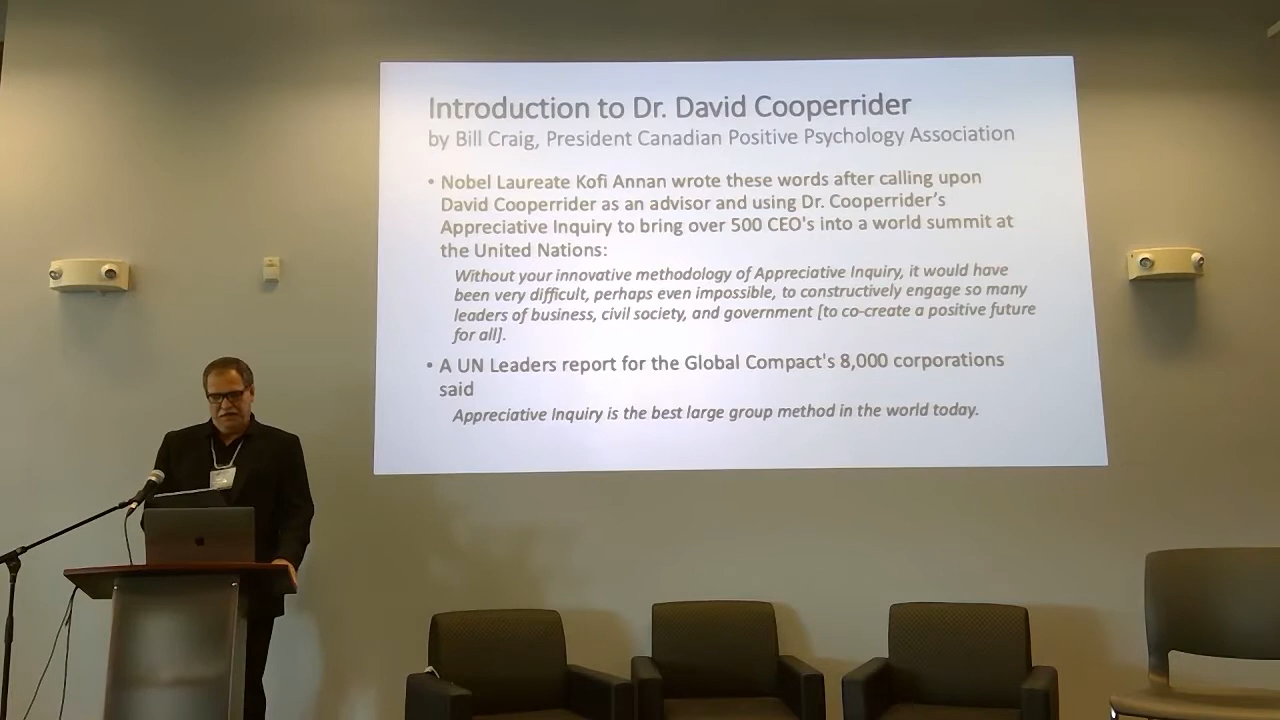 Introduction to Dr. David Cooperrider
by Bill Craig, President Canadian Positive Psychology Association
• Nobel Laureate Kofi Annan wrote these words after calling upon
David Cooperrider as an advisor and using Dr. Cooperrider's
Appreciative Inquiry to bring over 500 CEO's into a world summit at
the United Nations:
Without your innovative methodology of Appreciative Inquiry, it would have
been very difficult, perhaps even impossible, to constructively engage so many
leaders of business, civil society, and government [to co-create a positive future
for all].
• A UN Leaders report for the Global Compact's 8,000 corporations
said
Appreciative Inquiry is the best large group method in the world today.